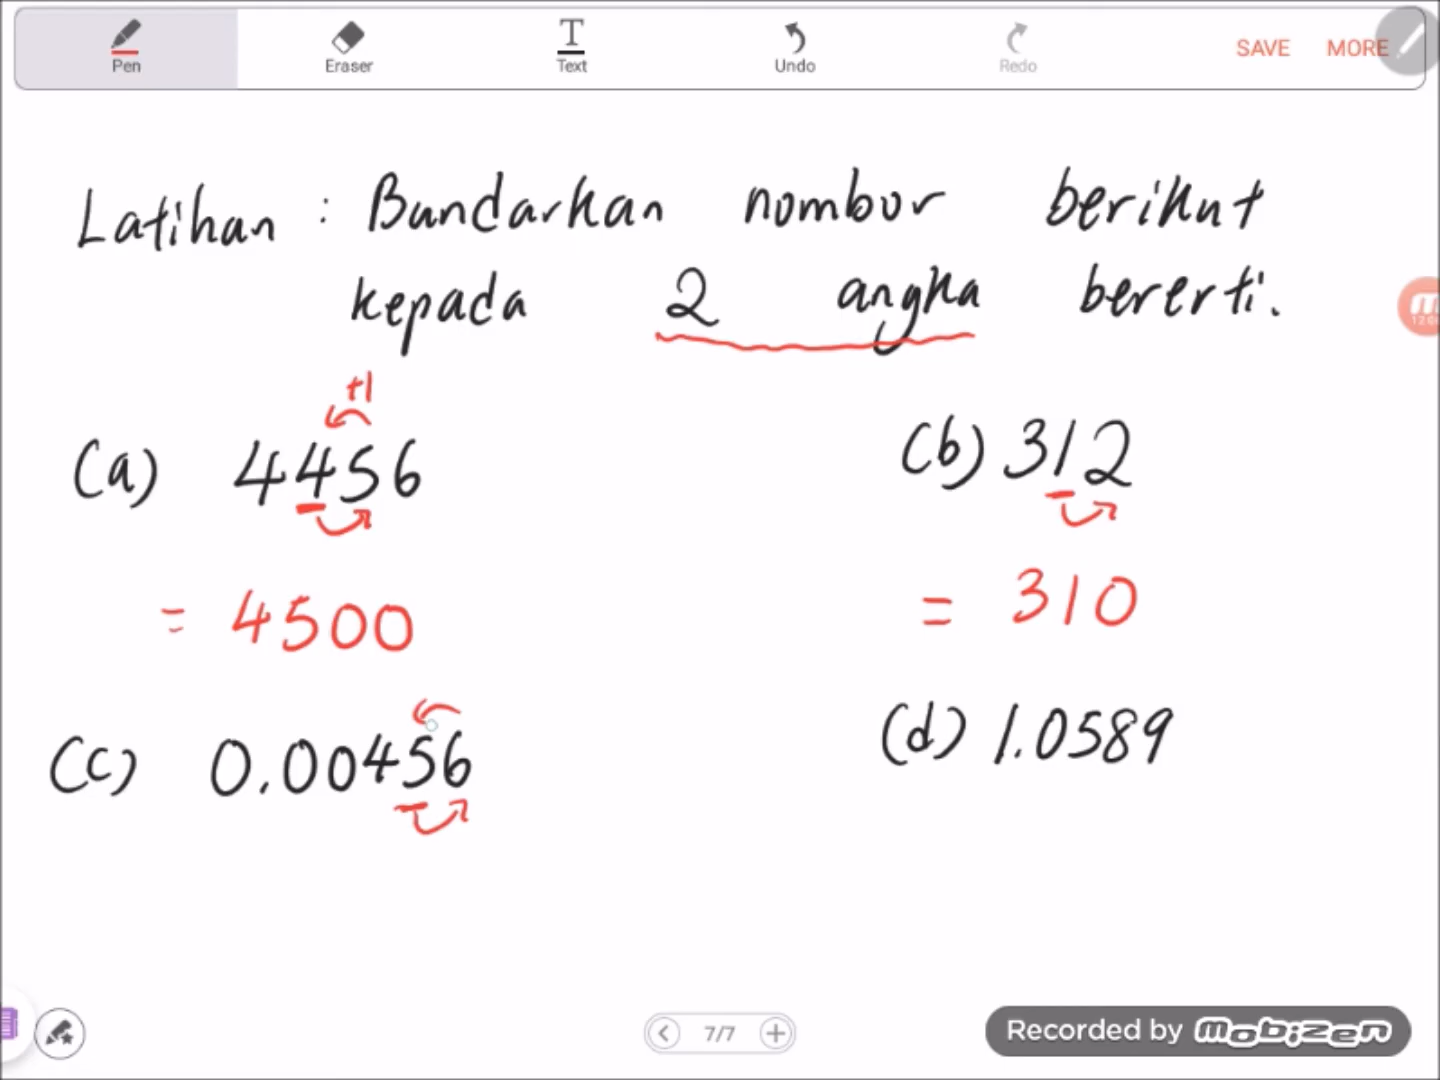 Pen Eraser Text Undo Redo SAVE MORE
Latihan : Bundarkan nombor berikut
kepada 2 angka bererti.
+1
(a) 4456
(b) 312
= 4500
= 310
(c) 0.00456
(d) 1.0589
7/7
Recorded by mobizen